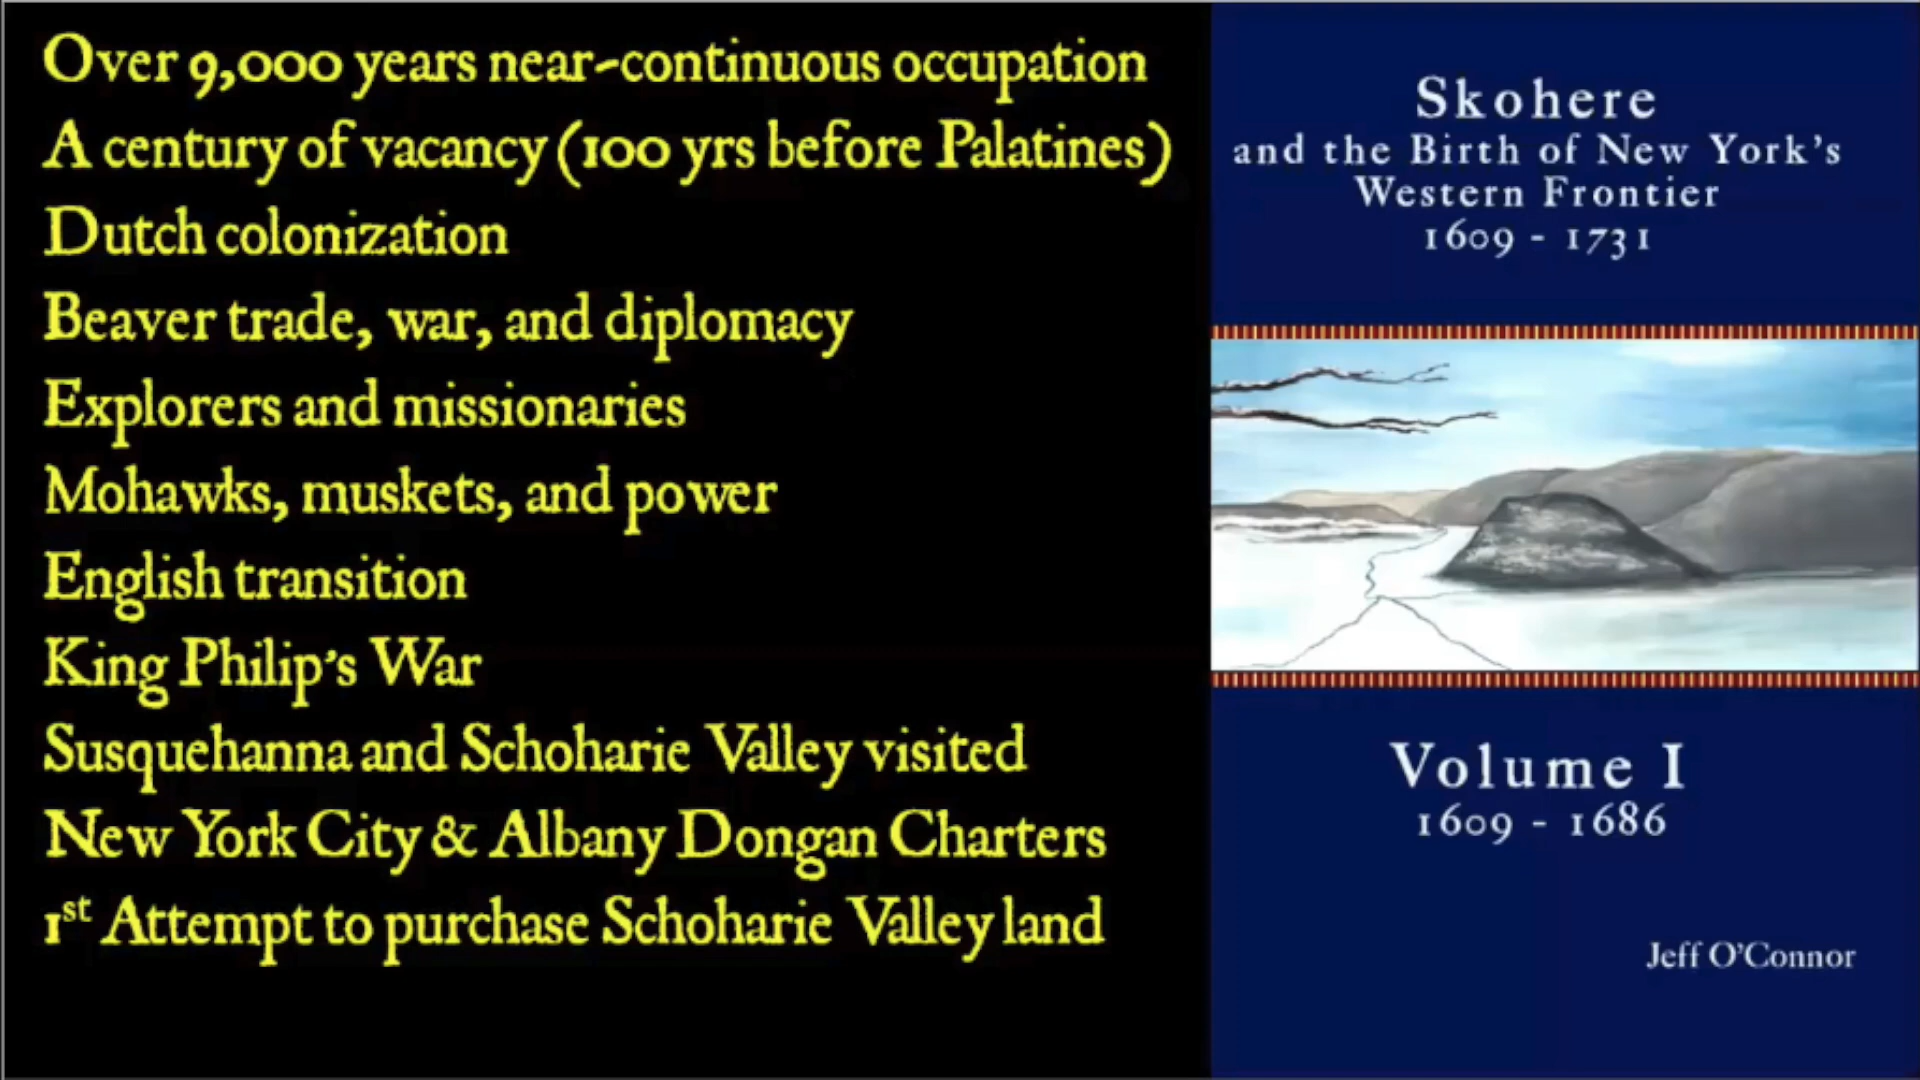 Over 9,000 years near-continuous occupation
A century of vacancy (100 yrs before Palatines)
Dutch colonization
Beaver trade, war, and diplomacy
Explorers and missionaries
Mohawks, muskets, and power
English transition
King Philip's War
Susquehanna and Schoharie Valley visited
New York City & Albany Dongan Charters
1st Attempt to purchase Schoharie Valley land
Skohere
and the Birth of New York's
Western Frontier
1609 - 1731
Volume I
1609 - 1686
Jeff O'Connor